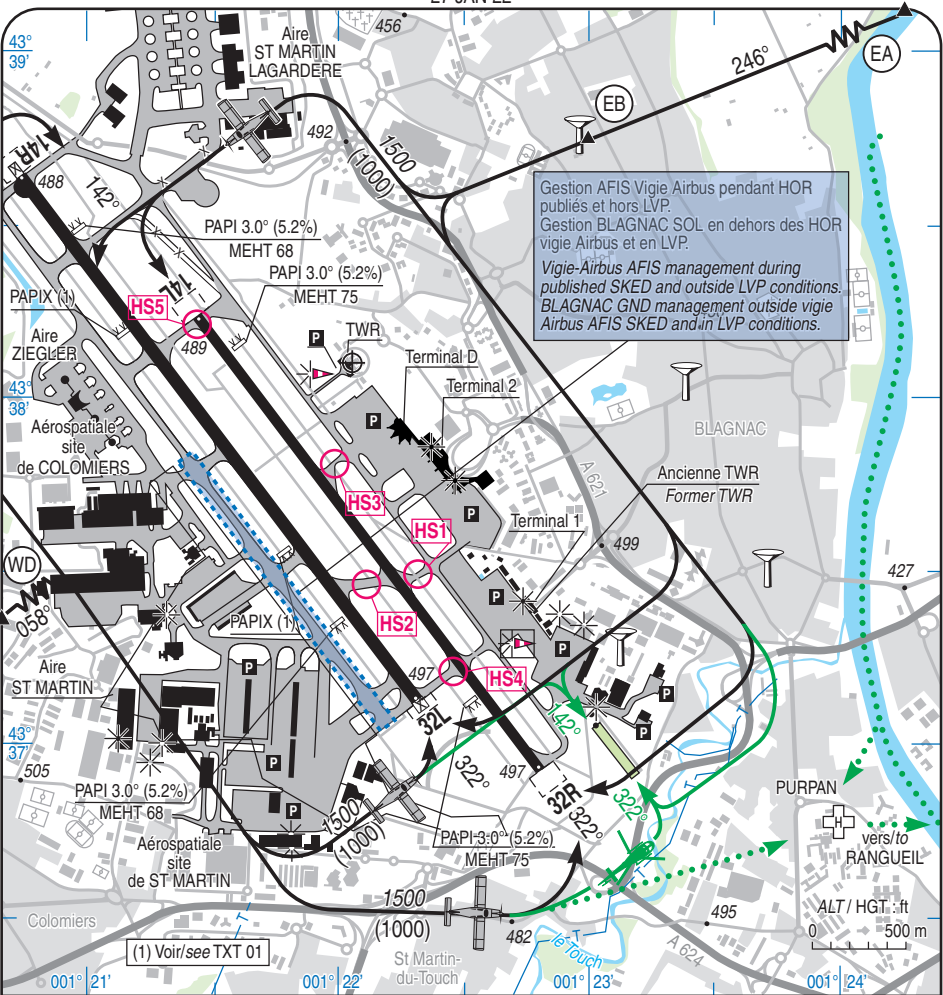 27 JAN 22
43°
39'
Aire
ST MARTIN
LAGARDERE
456
246°
EA
EB
492
1500
(1000)
14R
488
142°
PAPI 3.0° (5.2%)
MEHT 68
PAPI 3.0° (5.2%)
MEHT 75
Gestion AFIS Vigie Airbus pendant HOR
publiés et hors LVP.
Gestion BLAGNAC SOL en dehors des HOR
vigie Airbus et en LVP.
Vigie-Airbus AFIS management during
published SKED and outside LVP conditions.
BLAGNAC GND management outside vigie
Airbus AFIS SKED and in LVP conditions.
14L
PAPIX (1)
HS5
489
Aire
ZIEGLER
P
TWR
Terminal D
Terminal 2
43°
38'
P
BLAGNAC
Aérospatiale
site
de COLOMIERS
A 621
Ancienne TWR
Former TWR
HS3
P
HS1
Terminal 1
499
427
WD
058°
HS2
P
PAPIX (1)
P
P
Aire
ST MARTIN
497
HS4
P
32L
142°
P
43°
37'
322°
497
505
P
32R
322°
322°
PURPAN
PAPI 3.0° (5.2%)
MEHT 68
P
1500
(1000)
PAPI 3.0° (5.2%)
MEHT 75
vers/to
RANGUEIL
Aérospatiale
site
de ST MARTIN
1500
(1000)
482
495
ALT / HGT : ft
0 500 m
Colomiers
T
T
T
(1) Voir/see TXT 01
St Martin-
du-Touch
le Touch
A 624
001° 21'
001° 22'
001° 23'
001° 24'